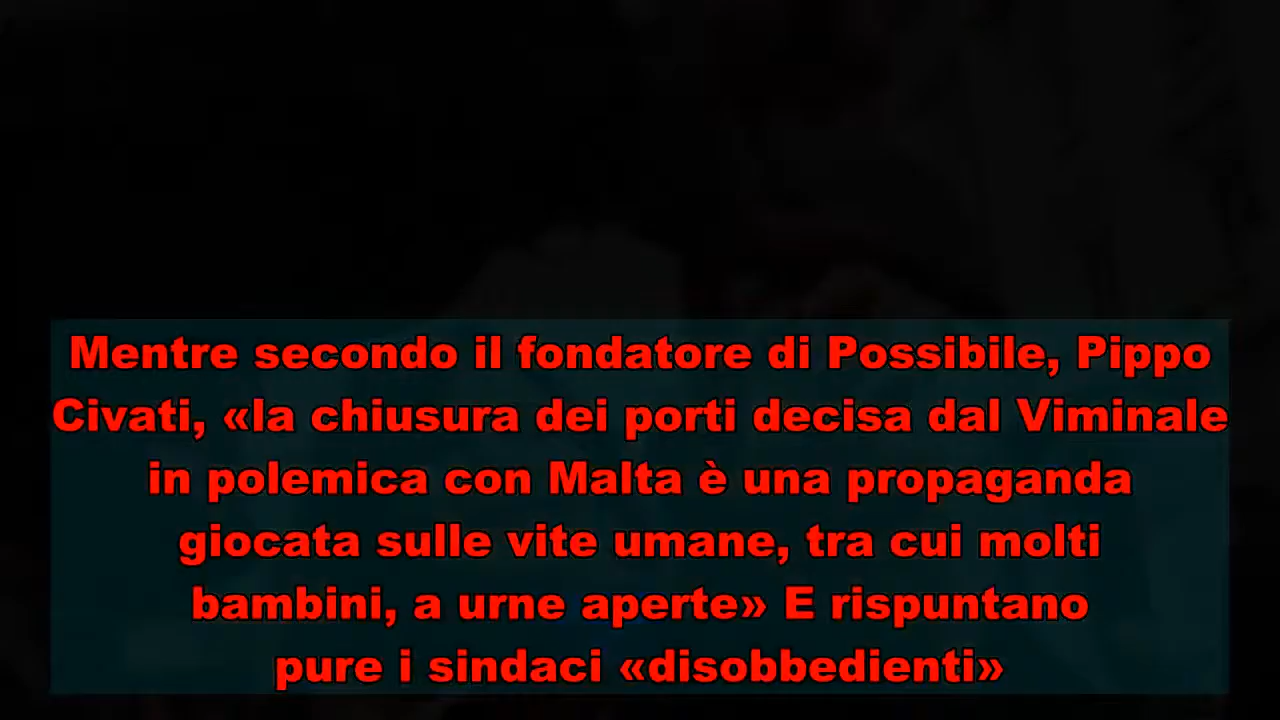 Mentre secondo il fondatore di Possibile, Pippo
Civati, «la chiusura dei porti decisa dal Viminale
in polemica con Malta è una propaganda
giocata sulle vite umane, tra cui molti
bambini, a urne aperte» E rispuntano
pure i sindaci «disobbedienti»